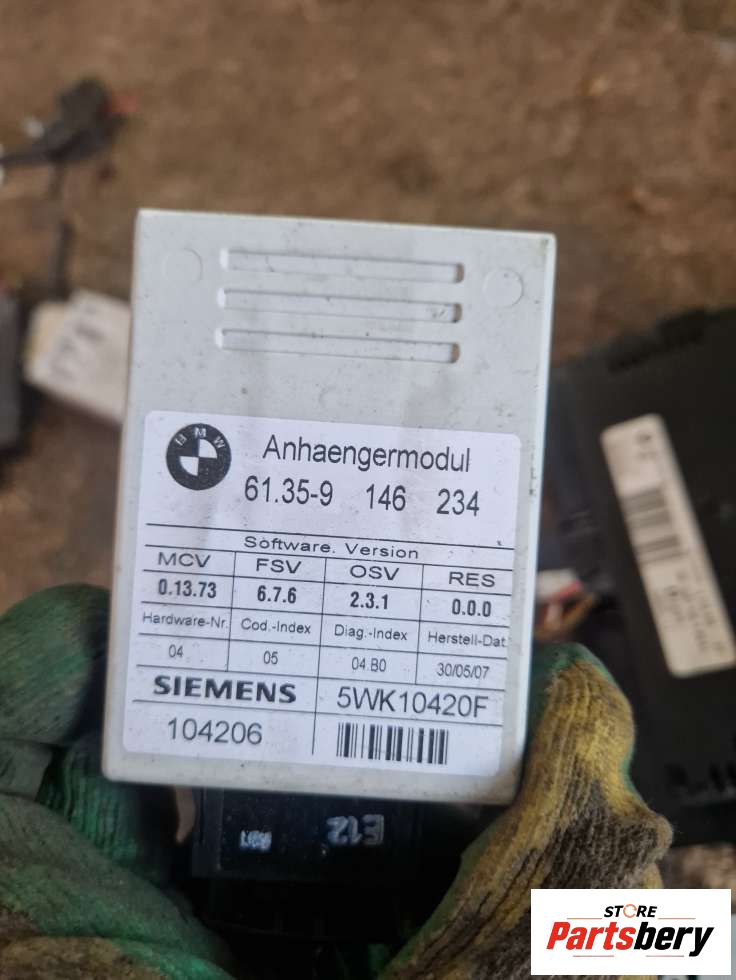 BMW
Anhaengermodul
61.35-9 146 234
Software. Version
MCV FSV OSV RES
0.13.73 6.7.6 2.3.1 0.0.0
Hardware-Nr. Cod.-Index Diag.-Index Herstell-Dat
04 05 04 B0 30/05/07
SIEMENS 5WK10420F
104206
E12
STORE
Partsbery